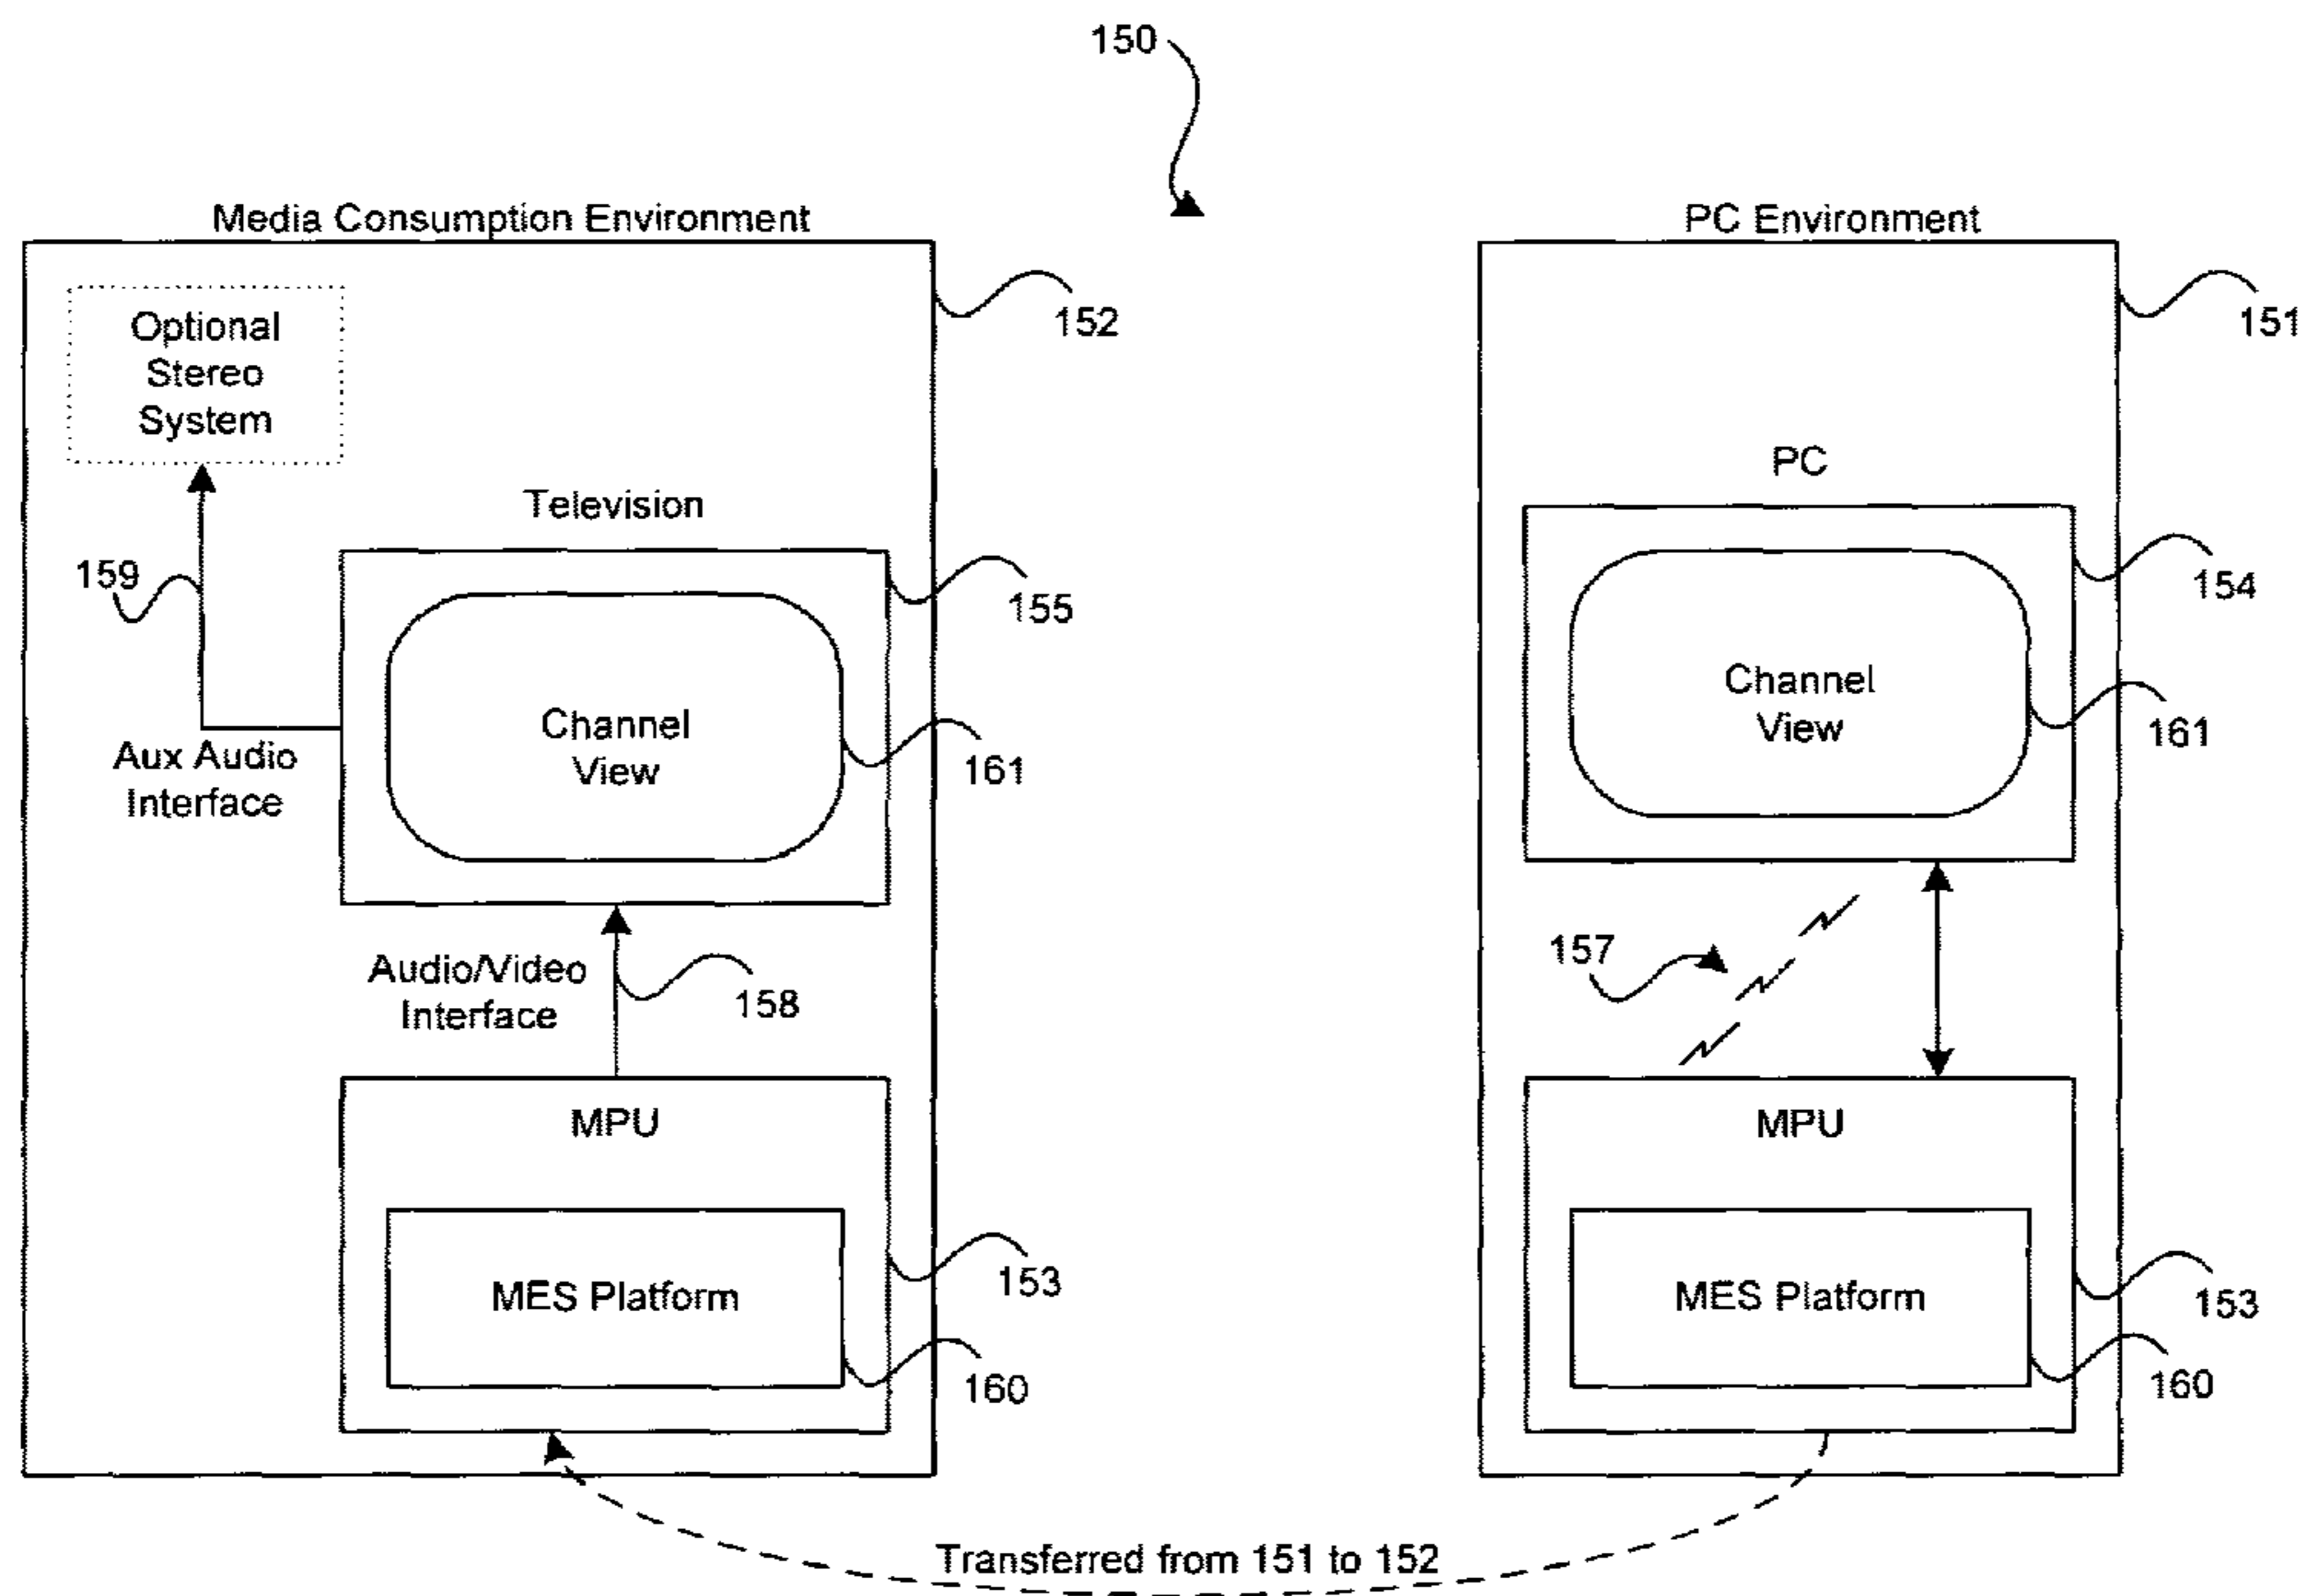 150
Media Consumption Environment
Optional
Stereo
System
152
Television
159
155
Channel
View
161
Aux Audio
Interface
Audio/Video
Interface
158
MPU
MES Platform
153
160
PC Environment
151
PC
154
Channel
View
161
157
MPU
MES Platform
153
160
Transferred from 151 to 152